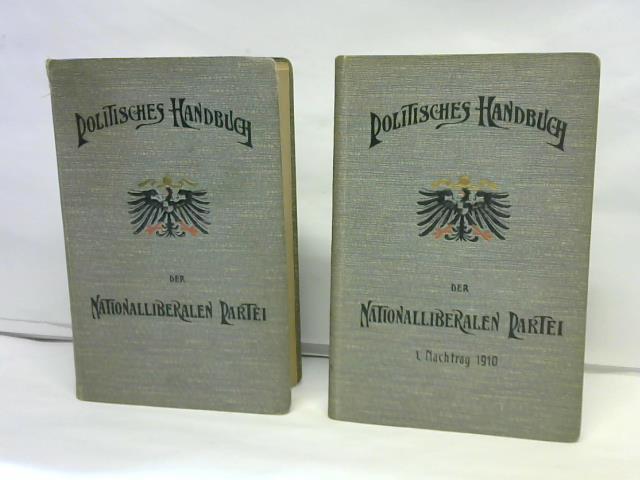 POLITISCHES HANDBUCH
DER
NATIONALLIBERALEN PARTEI
POLITISCHES HANDBUCH
DER
NATIONALLIBERALEN PARTEI
1. Nachtrag 1910